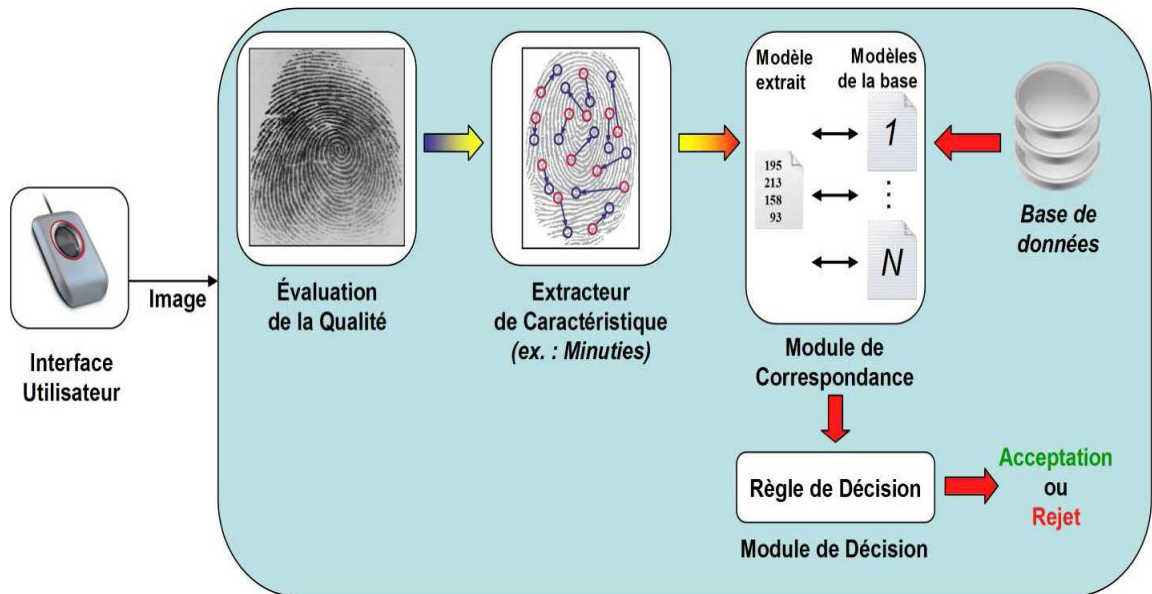 Interface
Utilisateur
Image
Évaluation
de la Qualité
Extracteur
de Caractéristique
(ex. : Minuties)
Modèle
extrait
Modèles
de la base
195
213
158
93
1
⋮
N
Module de
Correspondance
Base de
données
Règle de Décision
Module de Décision
Acceptation
ou
Rejet